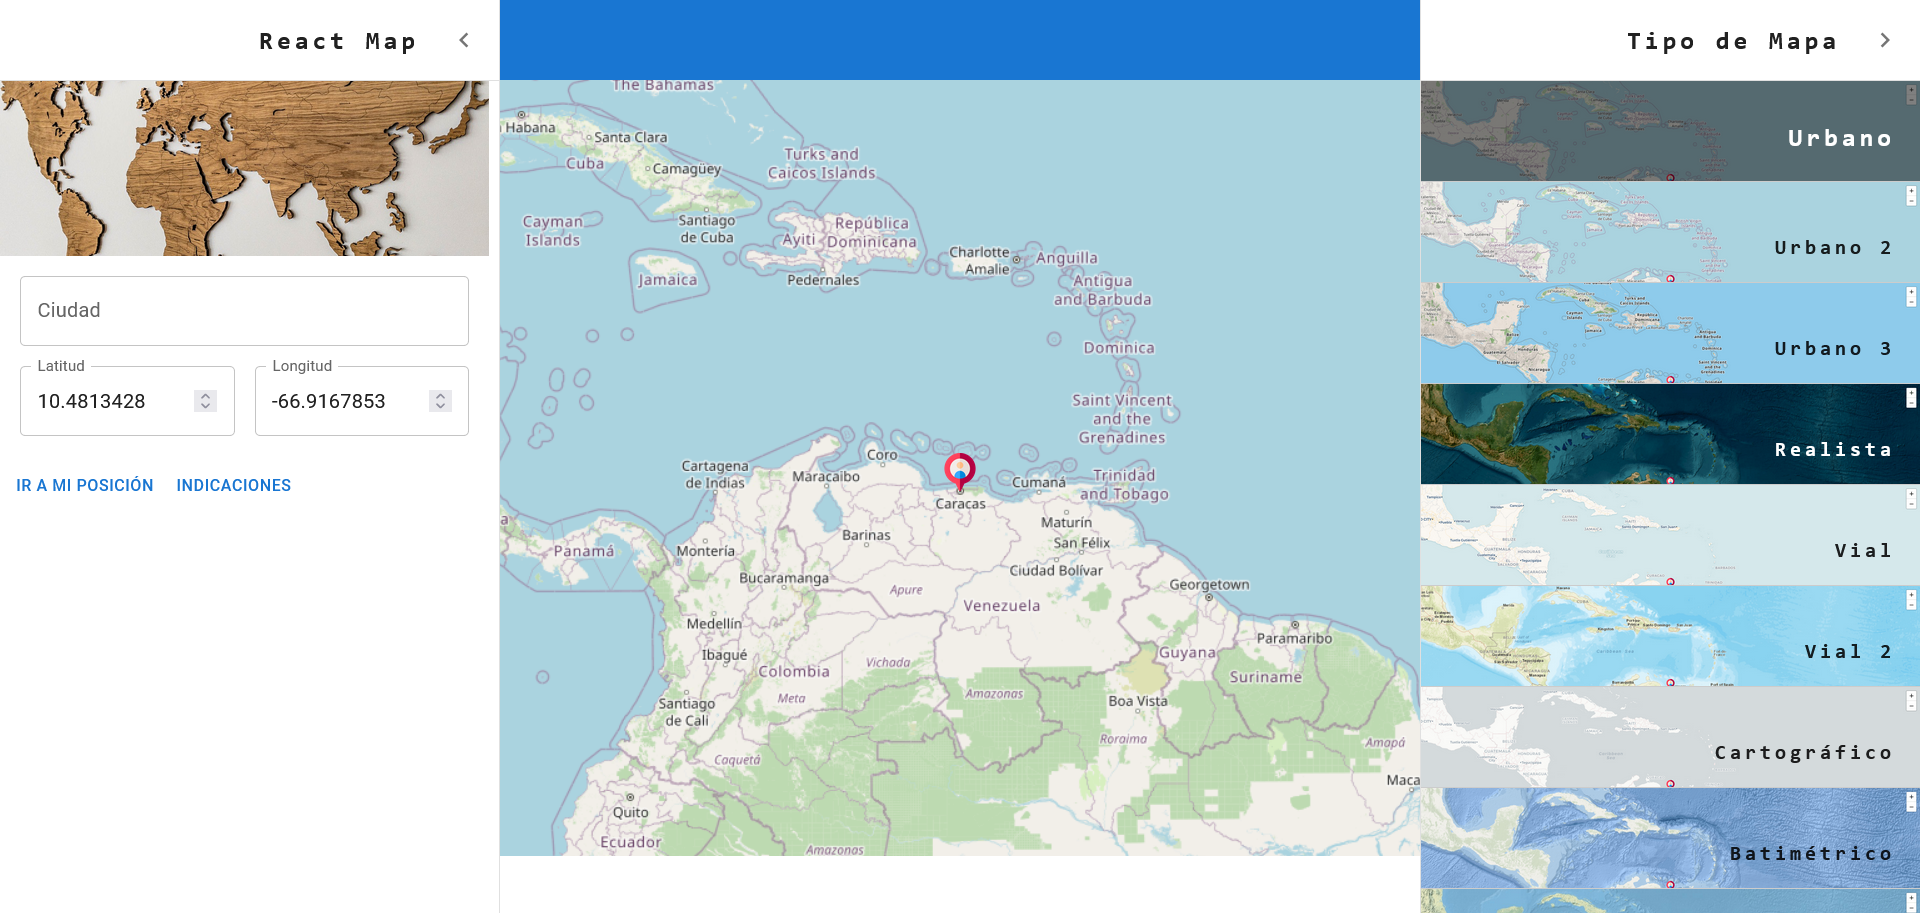 React Map
Ciudad
Latitud
10.4813428
Longitud
-66.9167853
IR A MI POSICIÓN
INDICACIONES
The Bahamas
Habana
Santa Clara
Cuba
Camagüey
Turks and
Caicos Islands
Cayman
Islands
Santiago
de Cuba
Ayiti
República
Dominicana
Jamaica
Pedernales
Charlotte
Amalie
Anguilla
Antigua
and Barbuda
Dominica
Saint Vincent
and the
Grenadines
Cartagena
de Indias
Maracaibo
Coro
Caracas
Cumaná
Trinidad
and Tobago
Maturín
Barinas
San Félix
Ciudad Bolívar
a
Panamá
Montería
Bucaramanga
Apure
Venezuela
Georgetown
Medellín
Ibagué
Colombia
Vichada
Meta
Paramaribo
Guyana
Suriname
Amazonas
Boa Vista
Santiago
de Cali
Roraima
Amapá
Caquetá
Maca
Quito
Ecuador
Amazonas
Tipo de Mapa
Urbano
Urbano 2
Urbano 3
Realista
Vial
Vial 2
Cartográfico
Batimétrico